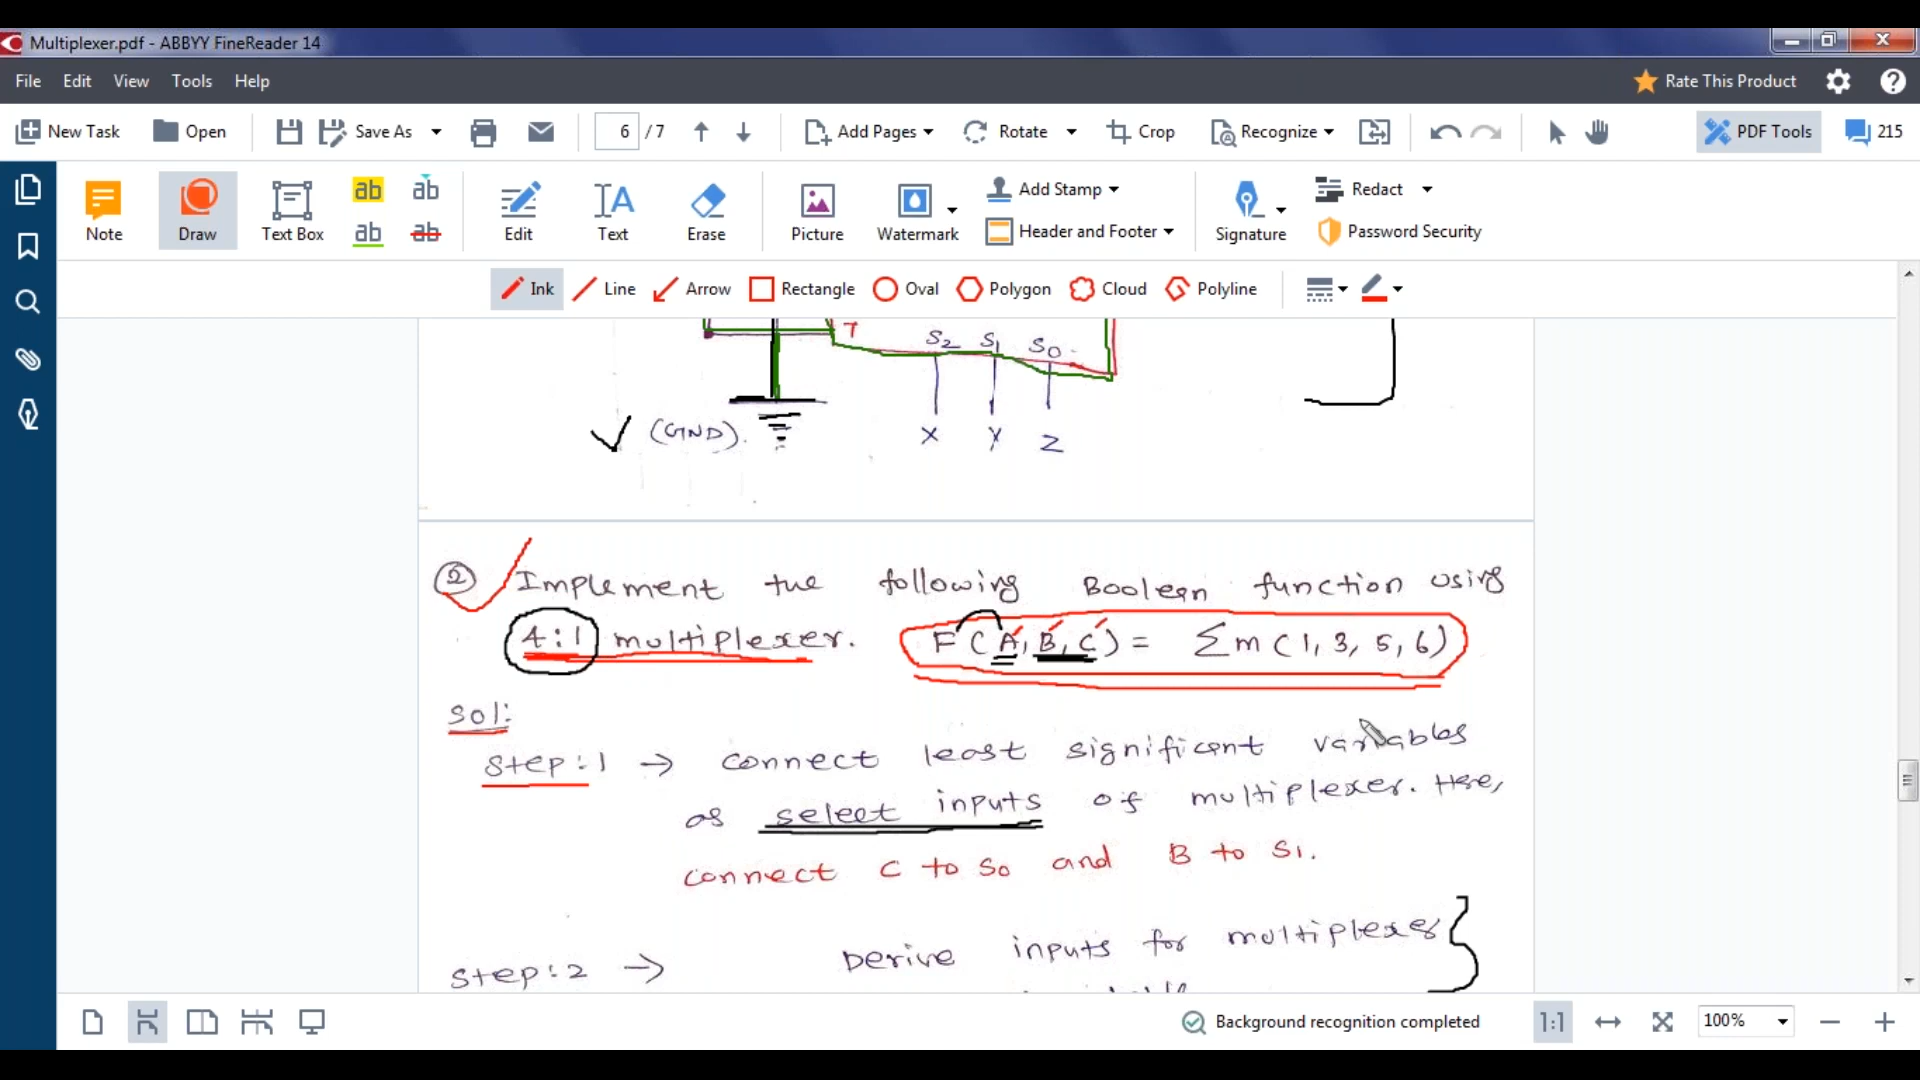 Multiplexer.pdf - ABBYY FineReader 14
File Edit View Tools Help
Rate This Product
New Task Open Save As 6 / 7 Add Pages Rotate Crop Recognize PDF Tools 215
Note Draw Text Box ab ab ab ab Edit Text Erase Picture Watermark Add Stamp Header and Footer Signature Redact Password Security
Ink Line Arrow Rectangle Oval Polygon Cloud Polyline
7 S2 S1 S0
(GND). X Y Z
② Implement the following Boolean function using
4:1 multiplexer. F(A, B, C) = Σm(1, 3, 5, 6)
Sol:
Step:1 → connect least significant variables
as select inputs of multiplexer. Here,
connect C to S0 and B to S1.
Step:2 → Derive inputs for multiplexer
Background recognition completed 1:1 100%